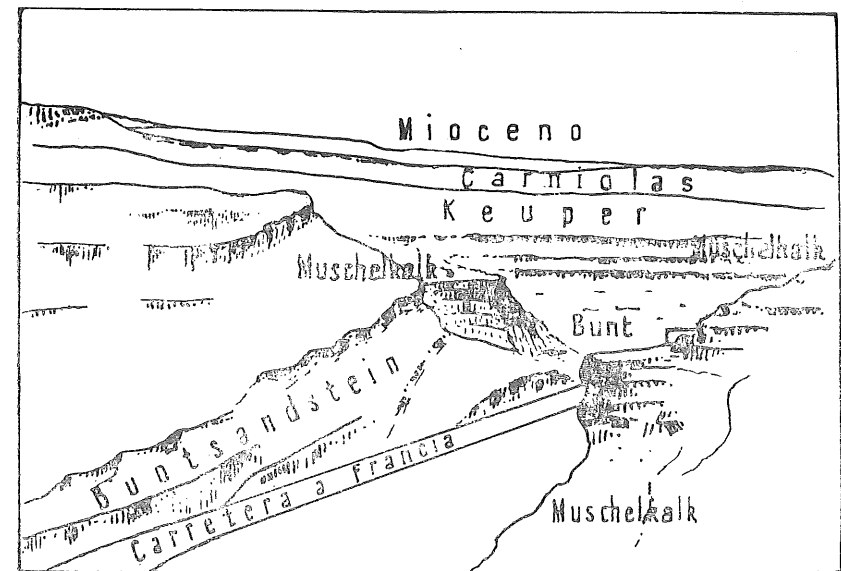 Mioceno
Carniolas
Keuper
Muschelkalk
Muschelkalk
Bunt
Buntsandstein
Carretera a Francia
Muschelkalk